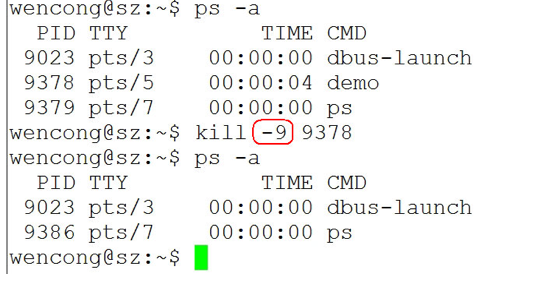 wencong@sz:~$ ps -a
  PID TTY          TIME CMD
 9023 pts/3    00:00:00 dbus-launch
 9378 pts/5    00:00:04 demo
 9379 pts/7    00:00:00 ps
wencong@sz:~$ kill -9 9378
wencong@sz:~$ ps -a
  PID TTY          TIME CMD
 9023 pts/3    00:00:00 dbus-launch
 9386 pts/7    00:00:00 ps
wencong@sz:~$